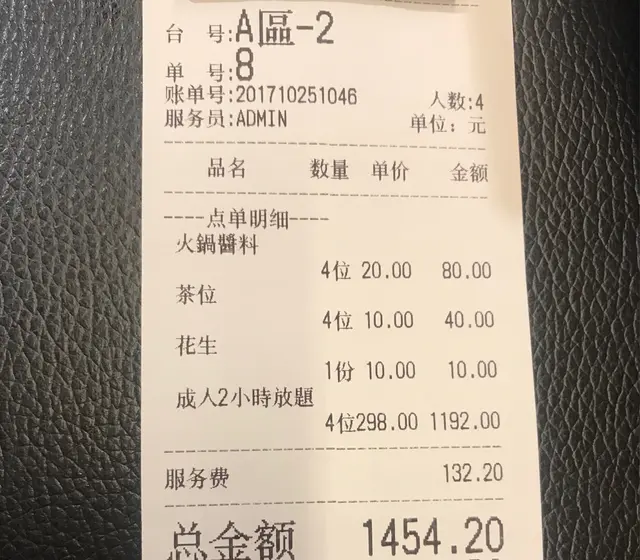 台 号:A區-2
单 号:8
账单号:201710251046 人数:4
服务员:ADMIN 单位：元
品名 数量 单价 金额
----点单明细----
火鍋醬料
4位 20.00 80.00
茶位
4位 10.00 40.00
花生
1份 10.00 10.00
成人2小時放題
4位298.00 1192.00
服务费 132.20
总金额 1454.20